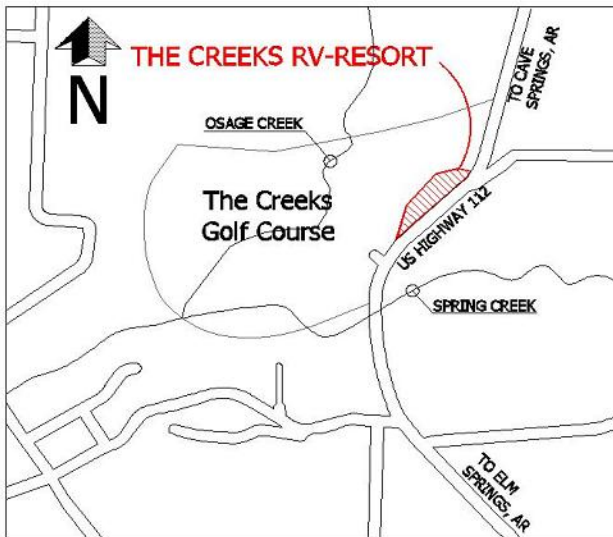 THE CREEKS RV-RESORT
N
TO CAVE
SPRINGS, AR
OSAGE CREEK
The Creeks
Golf Course
US HIGHWAY 112
SPRING CREEK
TO ELM
SPRINGS, AR